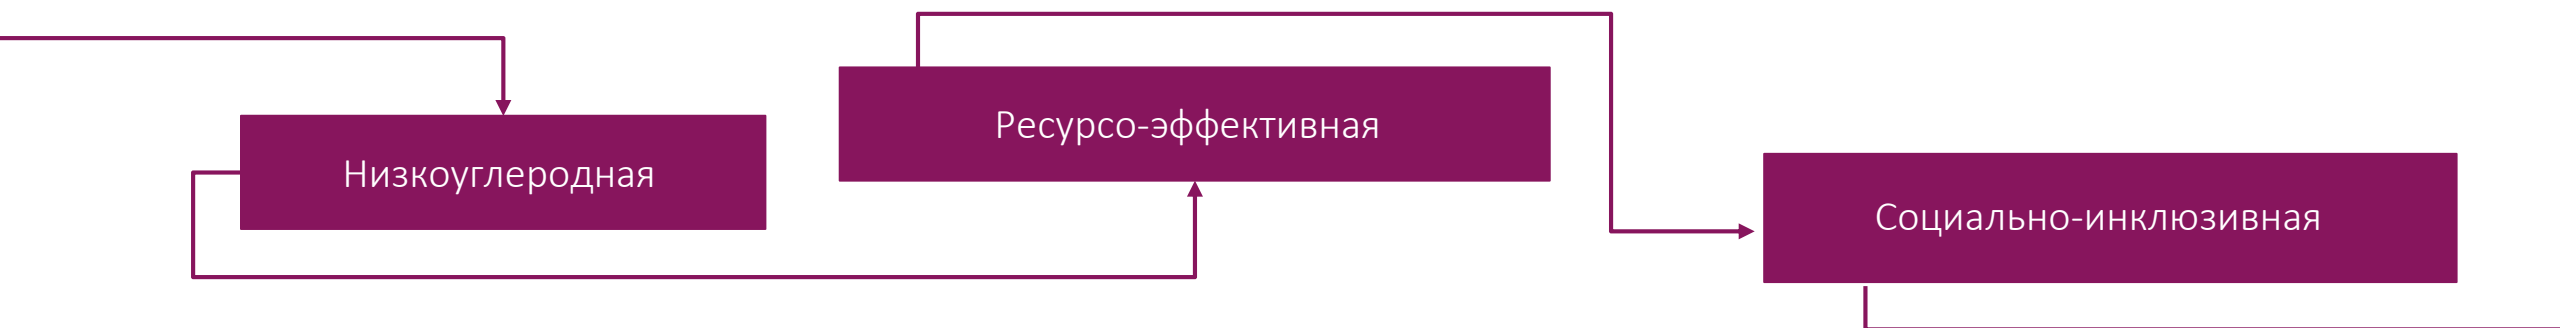 Низкоуглеродная
Ресурсо-эффективная
Социально-инклюзивная